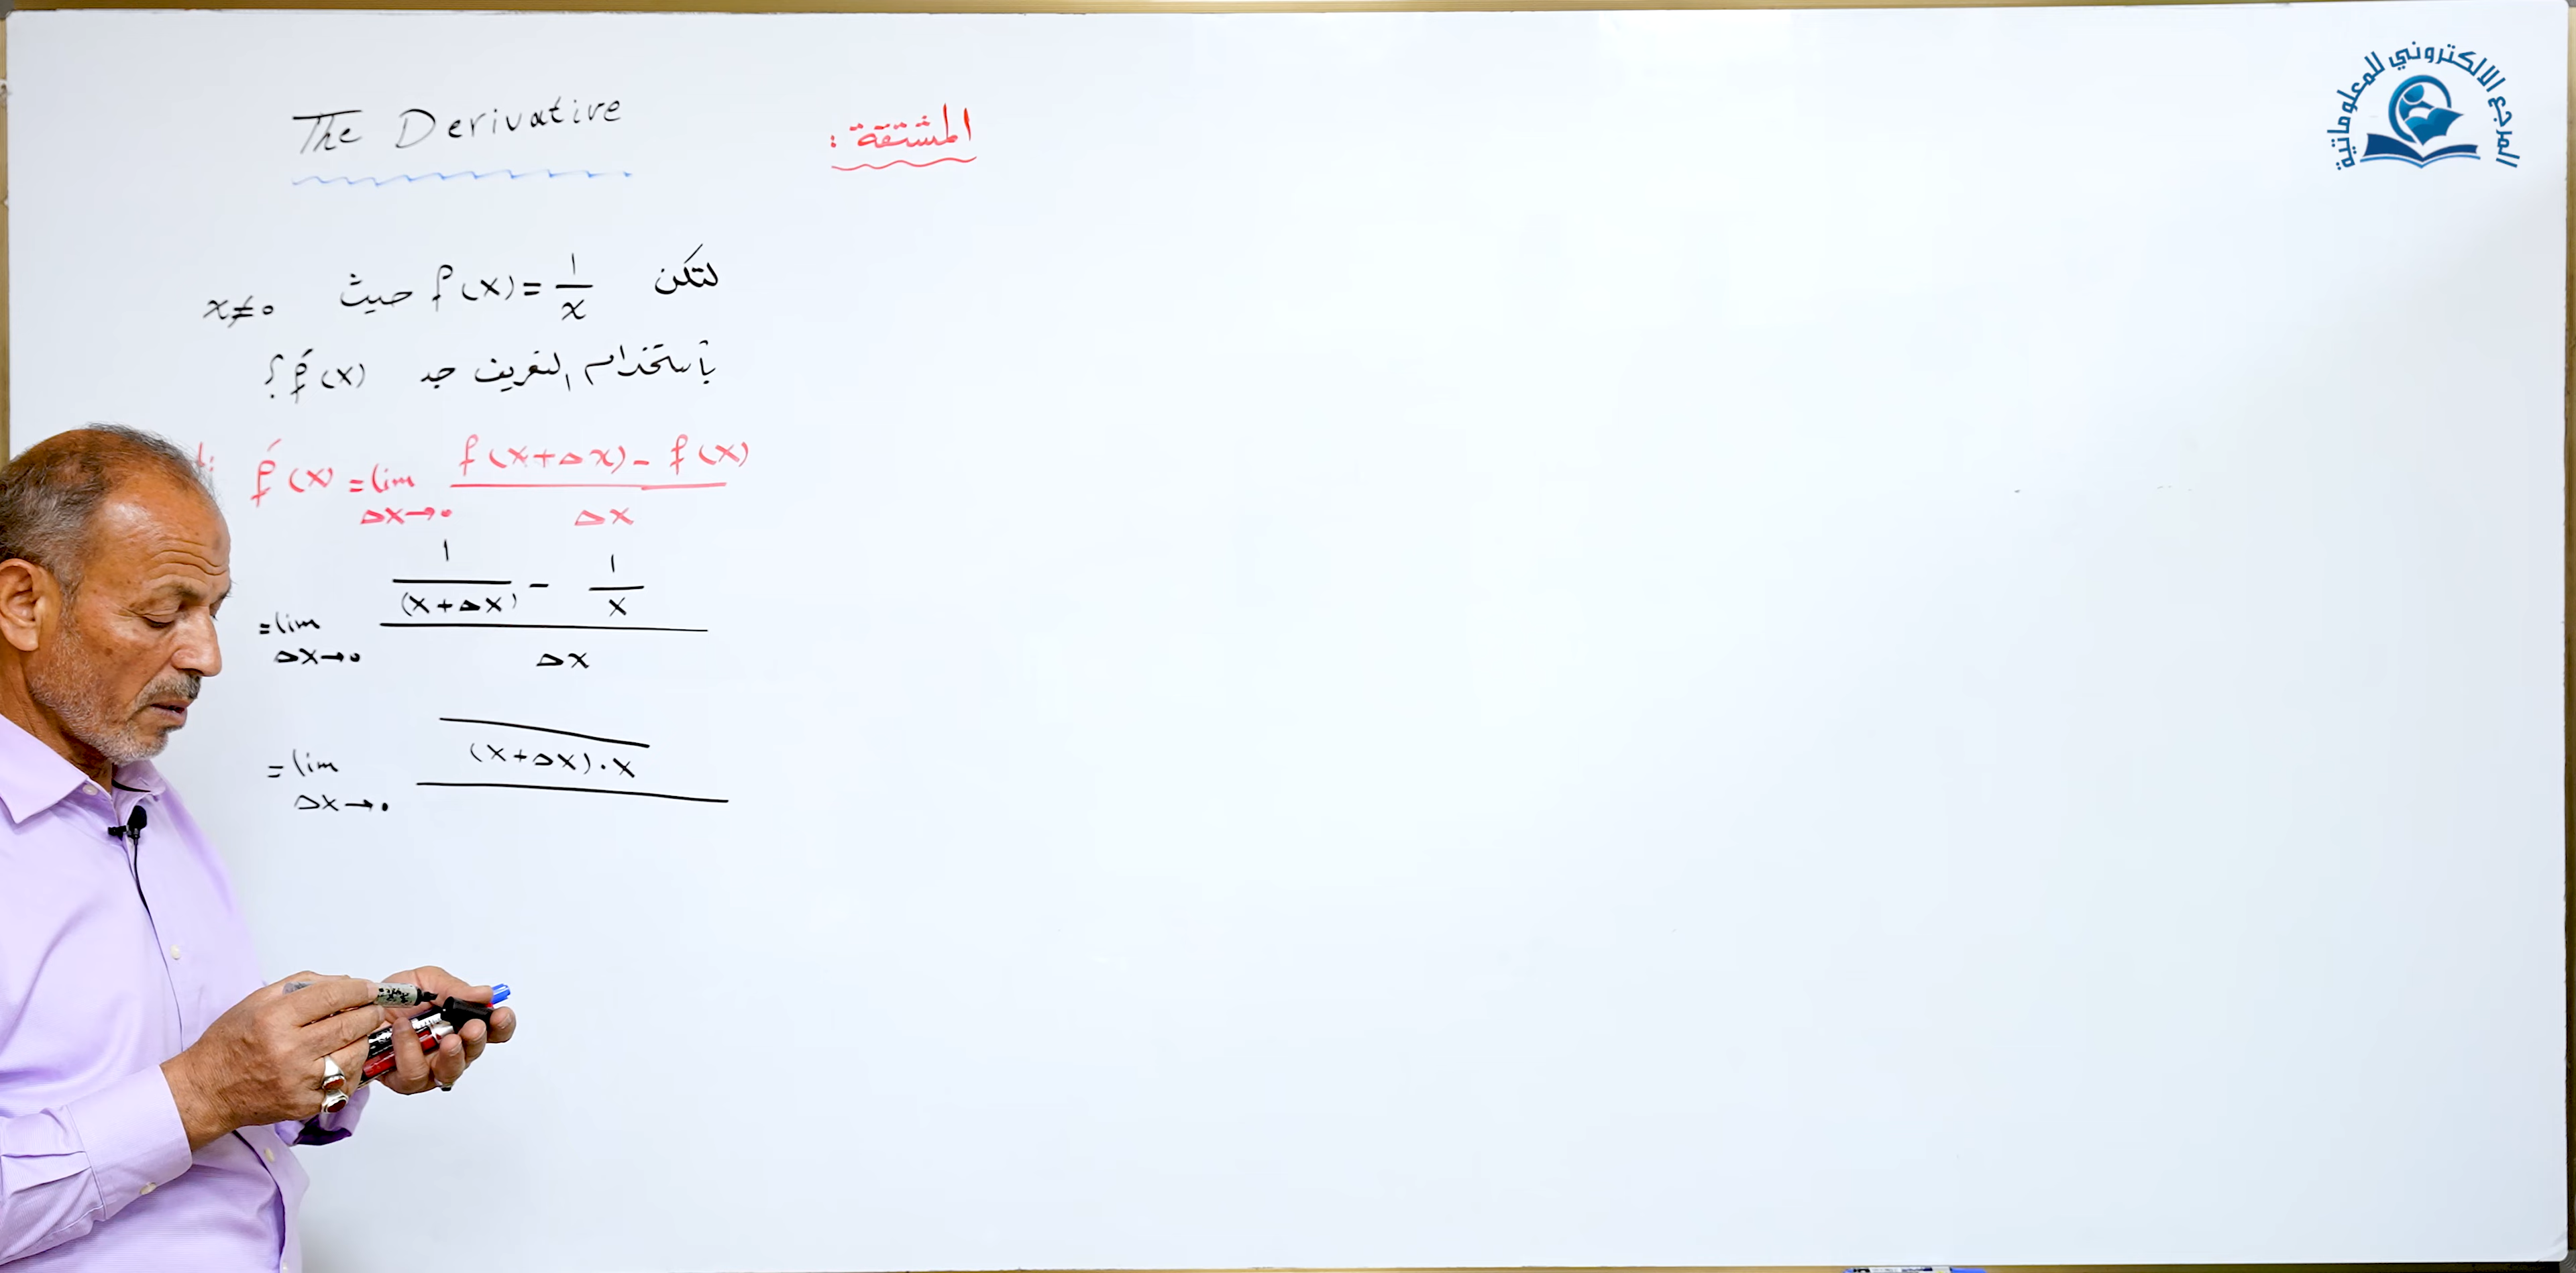 المرجع الالكتروني للمعلوماتية
The Derivative
المشتقة :
لتكن f(x) = 1/x حيث x≠0
بأستخدام التعريف جد f́(x) ؟
f́(x) = lim Δx→0 (f(x+Δx) - f(x)) / Δx
= lim Δx→0 (1/(x+Δx) - 1/x) / Δx
= lim Δx→0 (x+Δx)·x